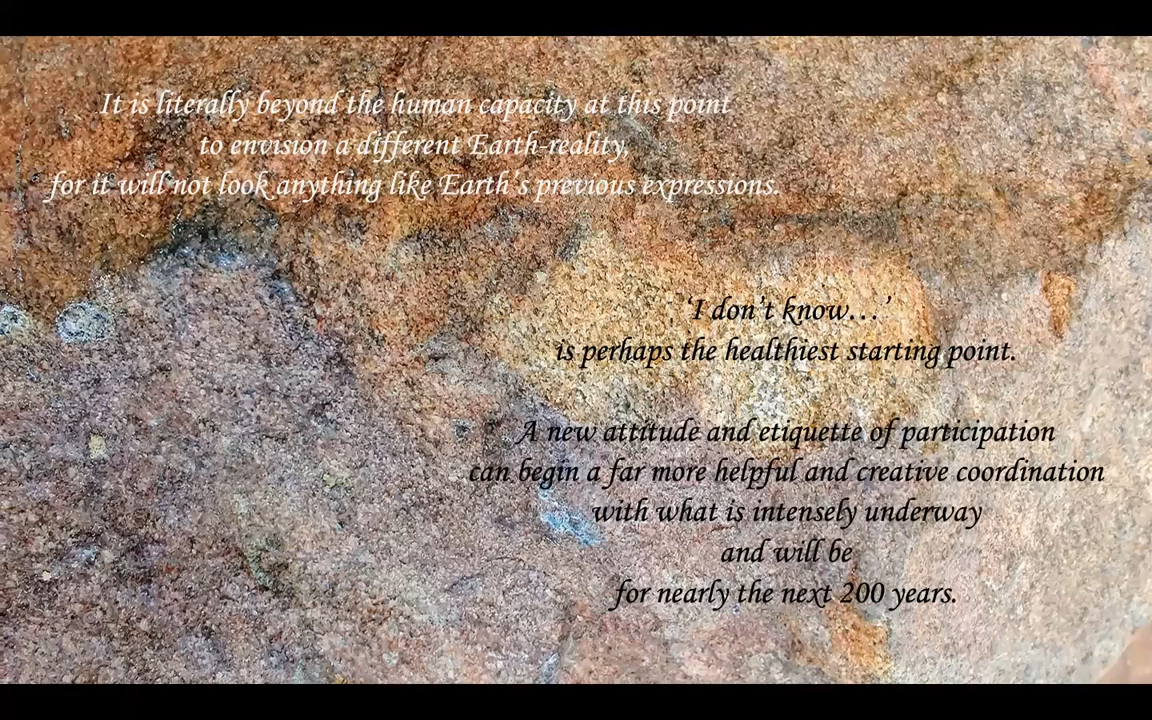 It is literally beyond the human capacity at this point
to envision a different Earth-reality,
for it will not look anything like Earth's previous expressions.
‘I don’t know…’
is perhaps the healthiest starting point.
A new attitude and etiquette of participation
can begin a far more helpful and creative coordination
with what is intensely underway
and will be
for nearly the next 200 years.